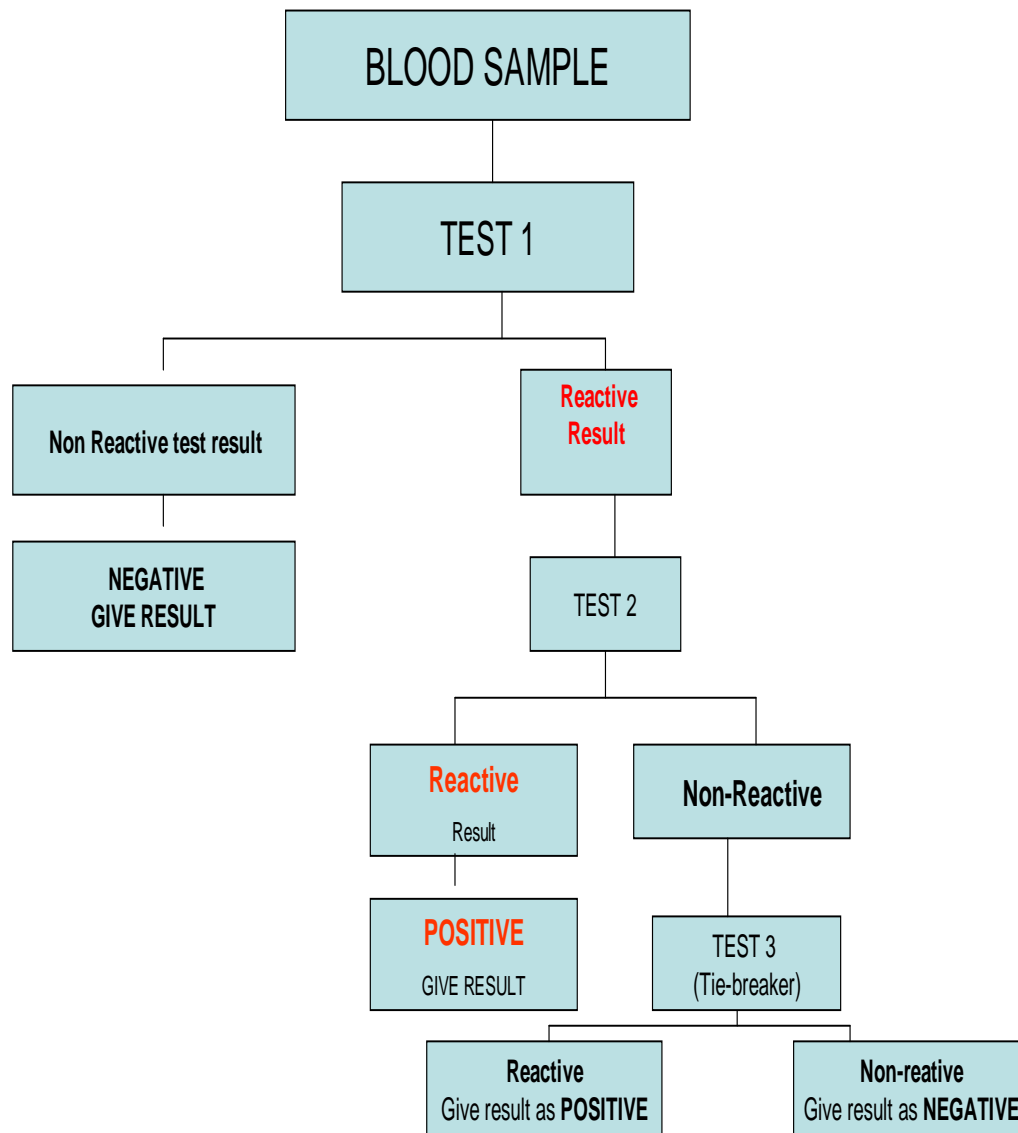 BLOOD SAMPLE
TEST 1
Non Reactive test result
Reactive
Result
NEGATIVE
GIVE RESULT
TEST 2
Reactive
Result
Non-Reactive
POSITIVE
GIVE RESULT
TEST 3
(Tie-breaker)
Reactive
Give result as POSITIVE
Non-reative
Give result as NEGATIVE